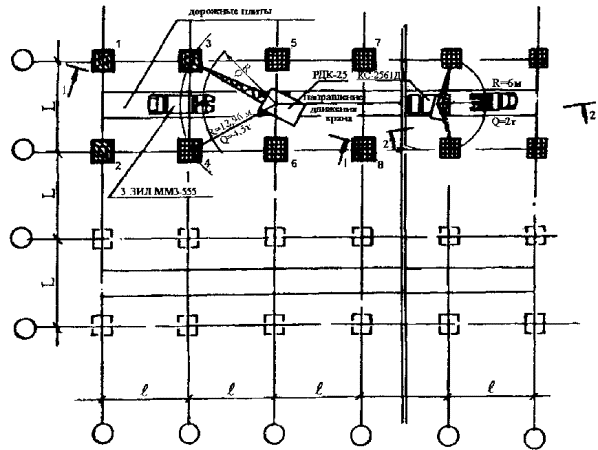 дорожные плиты
1
3
5
7
РДК-25
КС-2561Д
R=6м
направление
движения
крана
Q=2т
Q=4.5т
1
1
2
2
2
4
6
8
3 ЗИЛ ММЗ-555
L
L
L
ℓ
ℓ
ℓ
ℓ